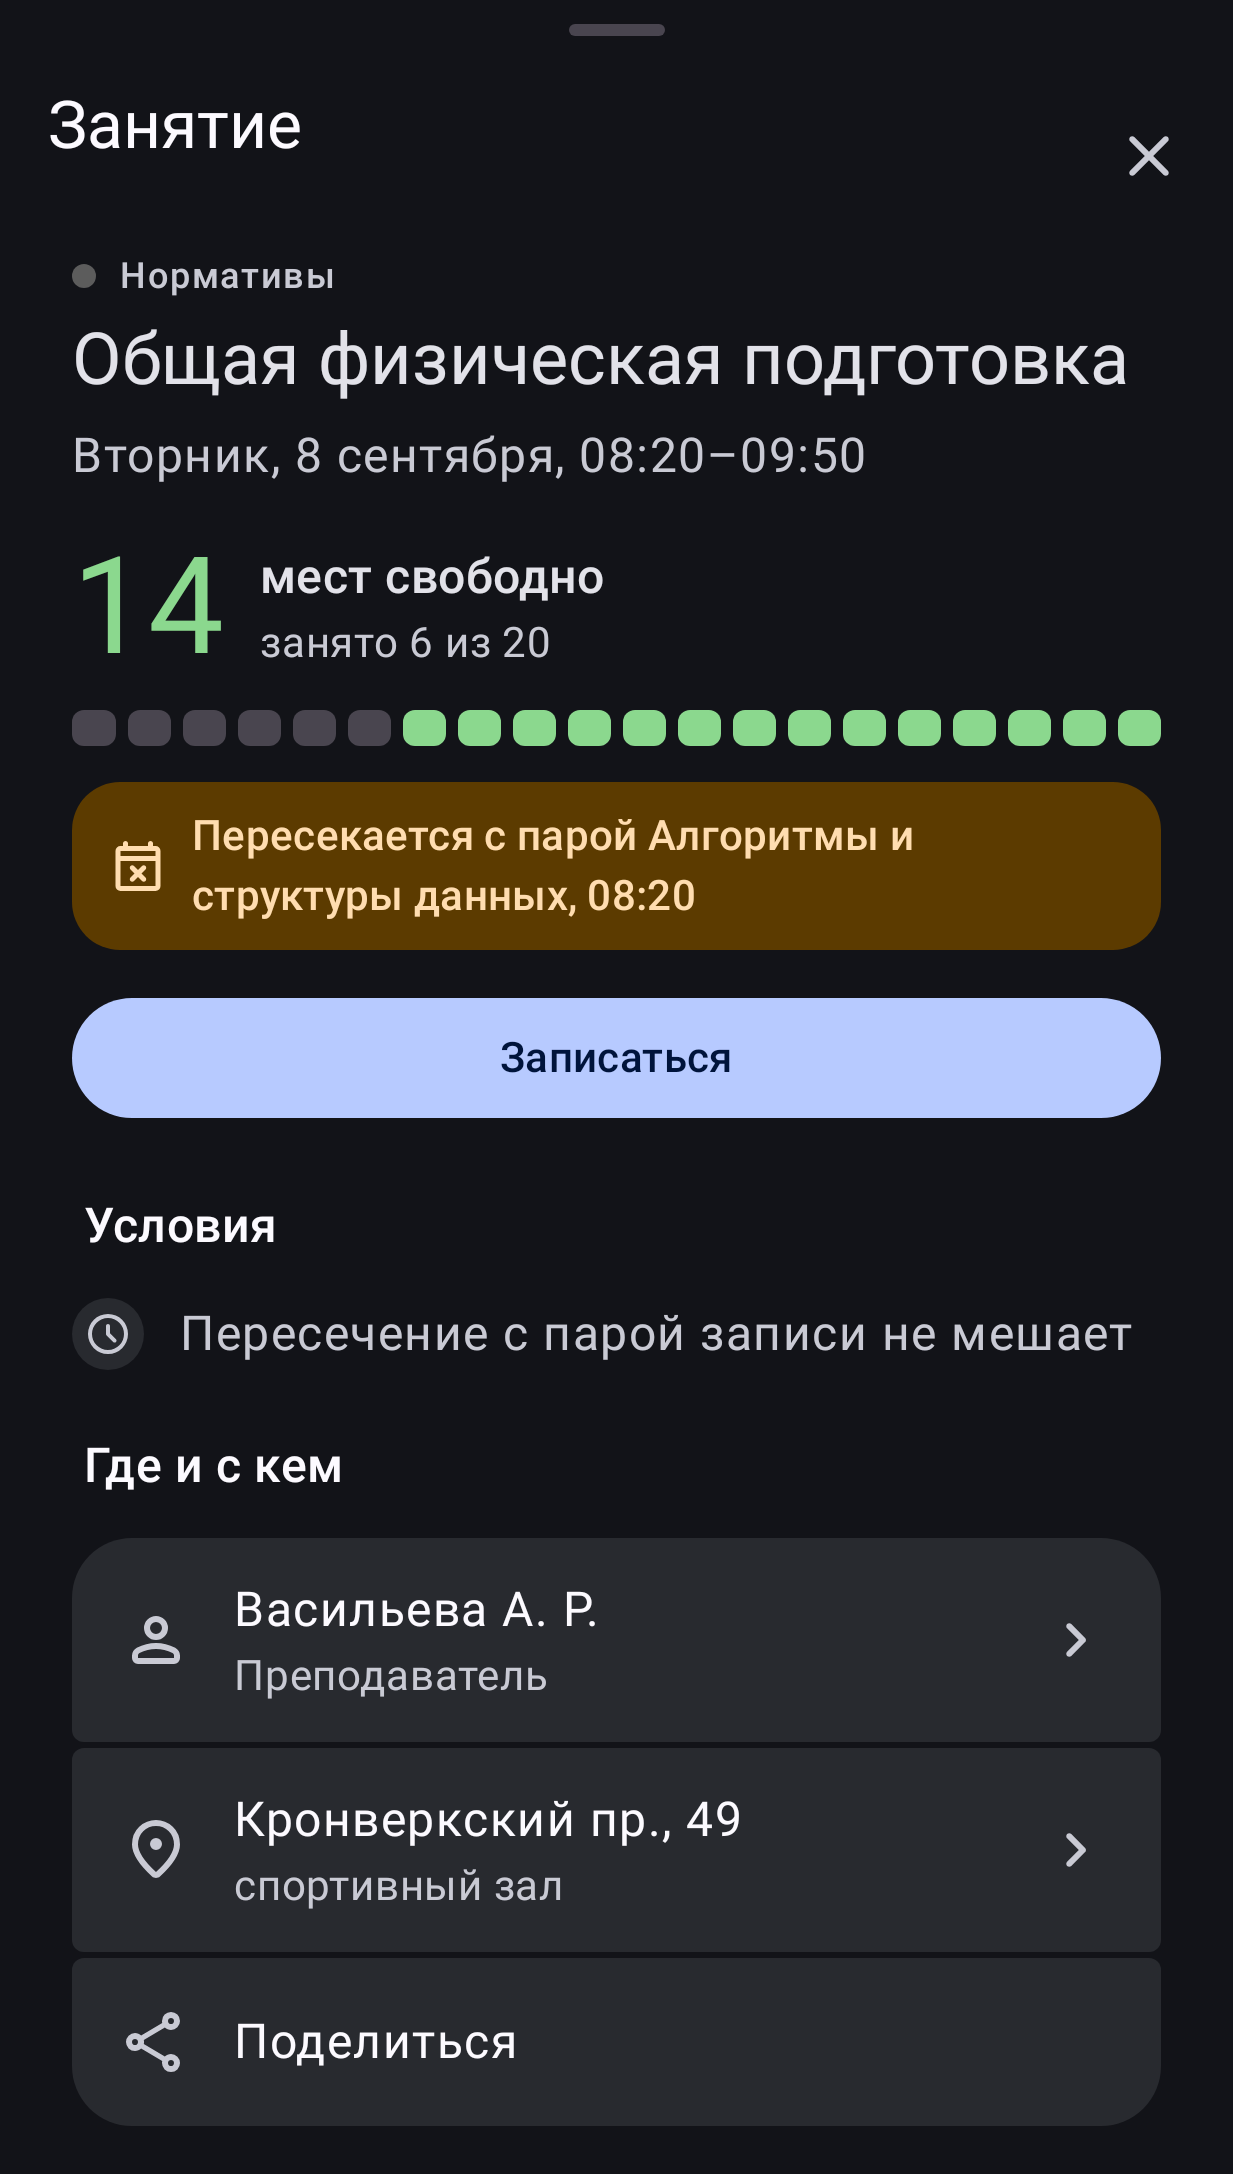 Занятие
Нормативы
Общая физическая подготовка
Вторник, 8 сентября, 08:20–09:50
14
мест свободно
занято 6 из 20
Пересекается с парой Алгоритмы и
структуры данных, 08:20
Записаться
Условия
Пересечение с парой записи не мешает
Где и с кем
Васильева А. Р.
Преподаватель
Кронверкский пр., 49
спортивный зал
Поделиться